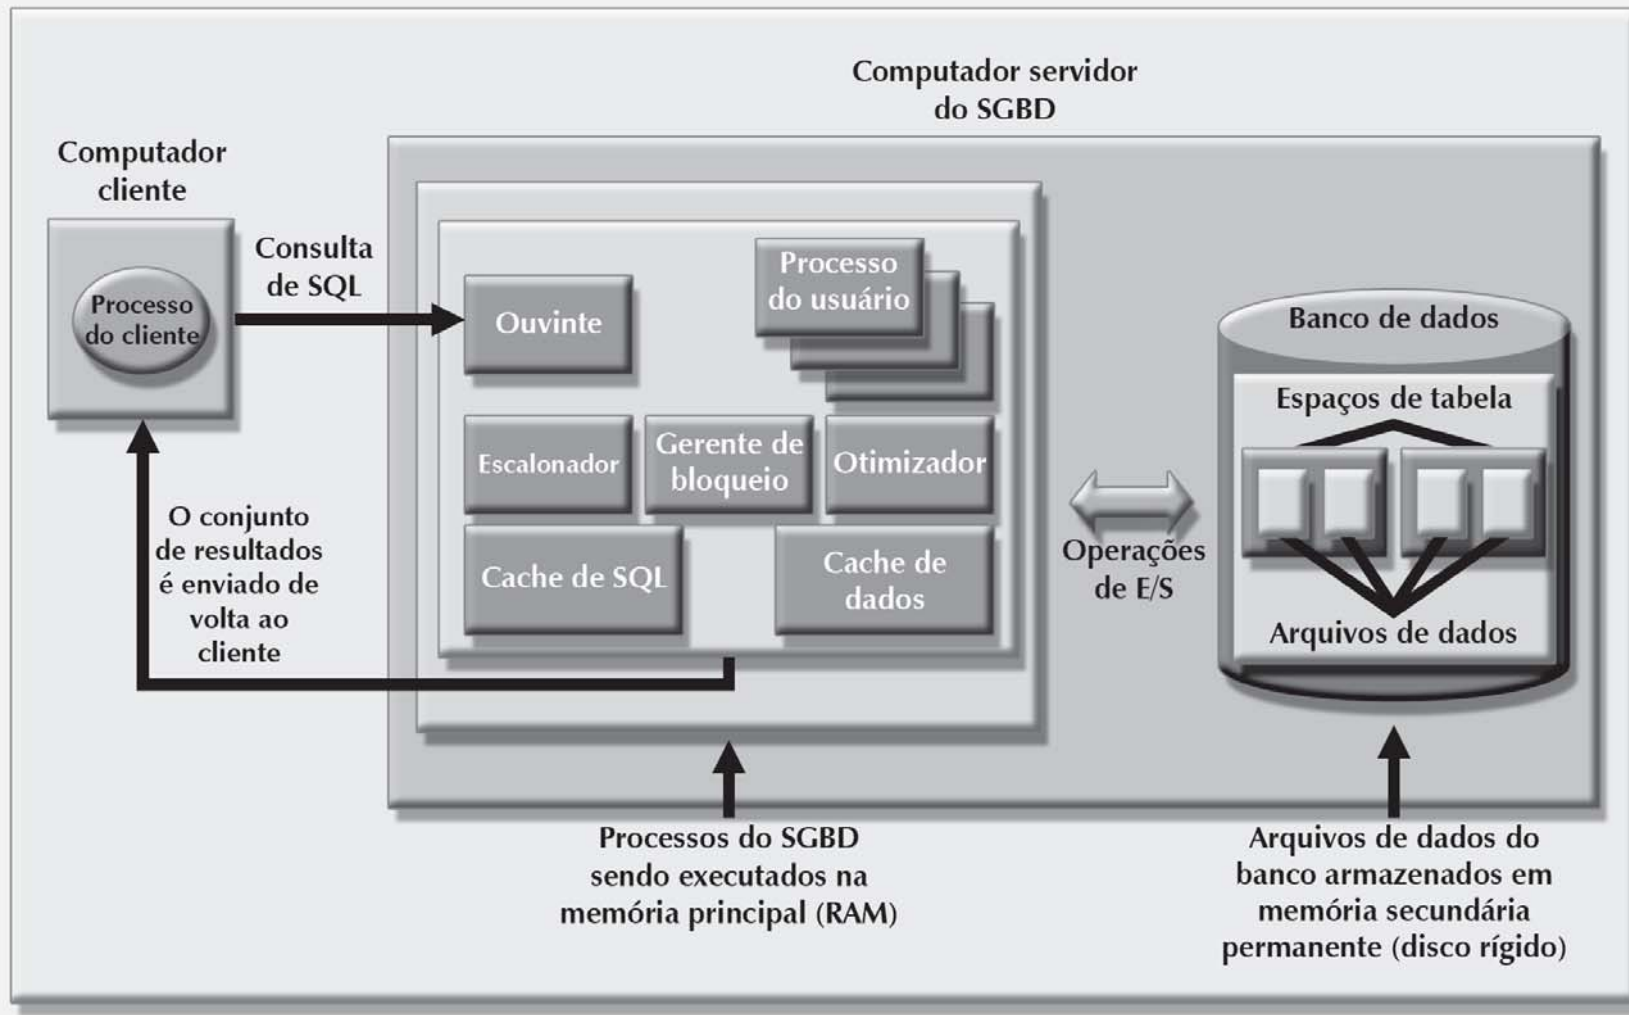 Computador servidor
do SGBD
Computador
cliente
Processo
do cliente
Consulta
de SQL
Ouvinte
Processo
do usuário
Escalonador
Gerente de
bloqueio
Otimizador
Cache de SQL
Cache de
dados
O conjunto
de resultados
é enviado de
volta ao
cliente
Operações
de E/S
Banco de dados
Espaços de tabela
Arquivos de dados
Processos do SGBD
sendo executados na
memória principal (RAM)
Arquivos de dados do
banco armazenados em
memória secundária
permanente (disco rígido)